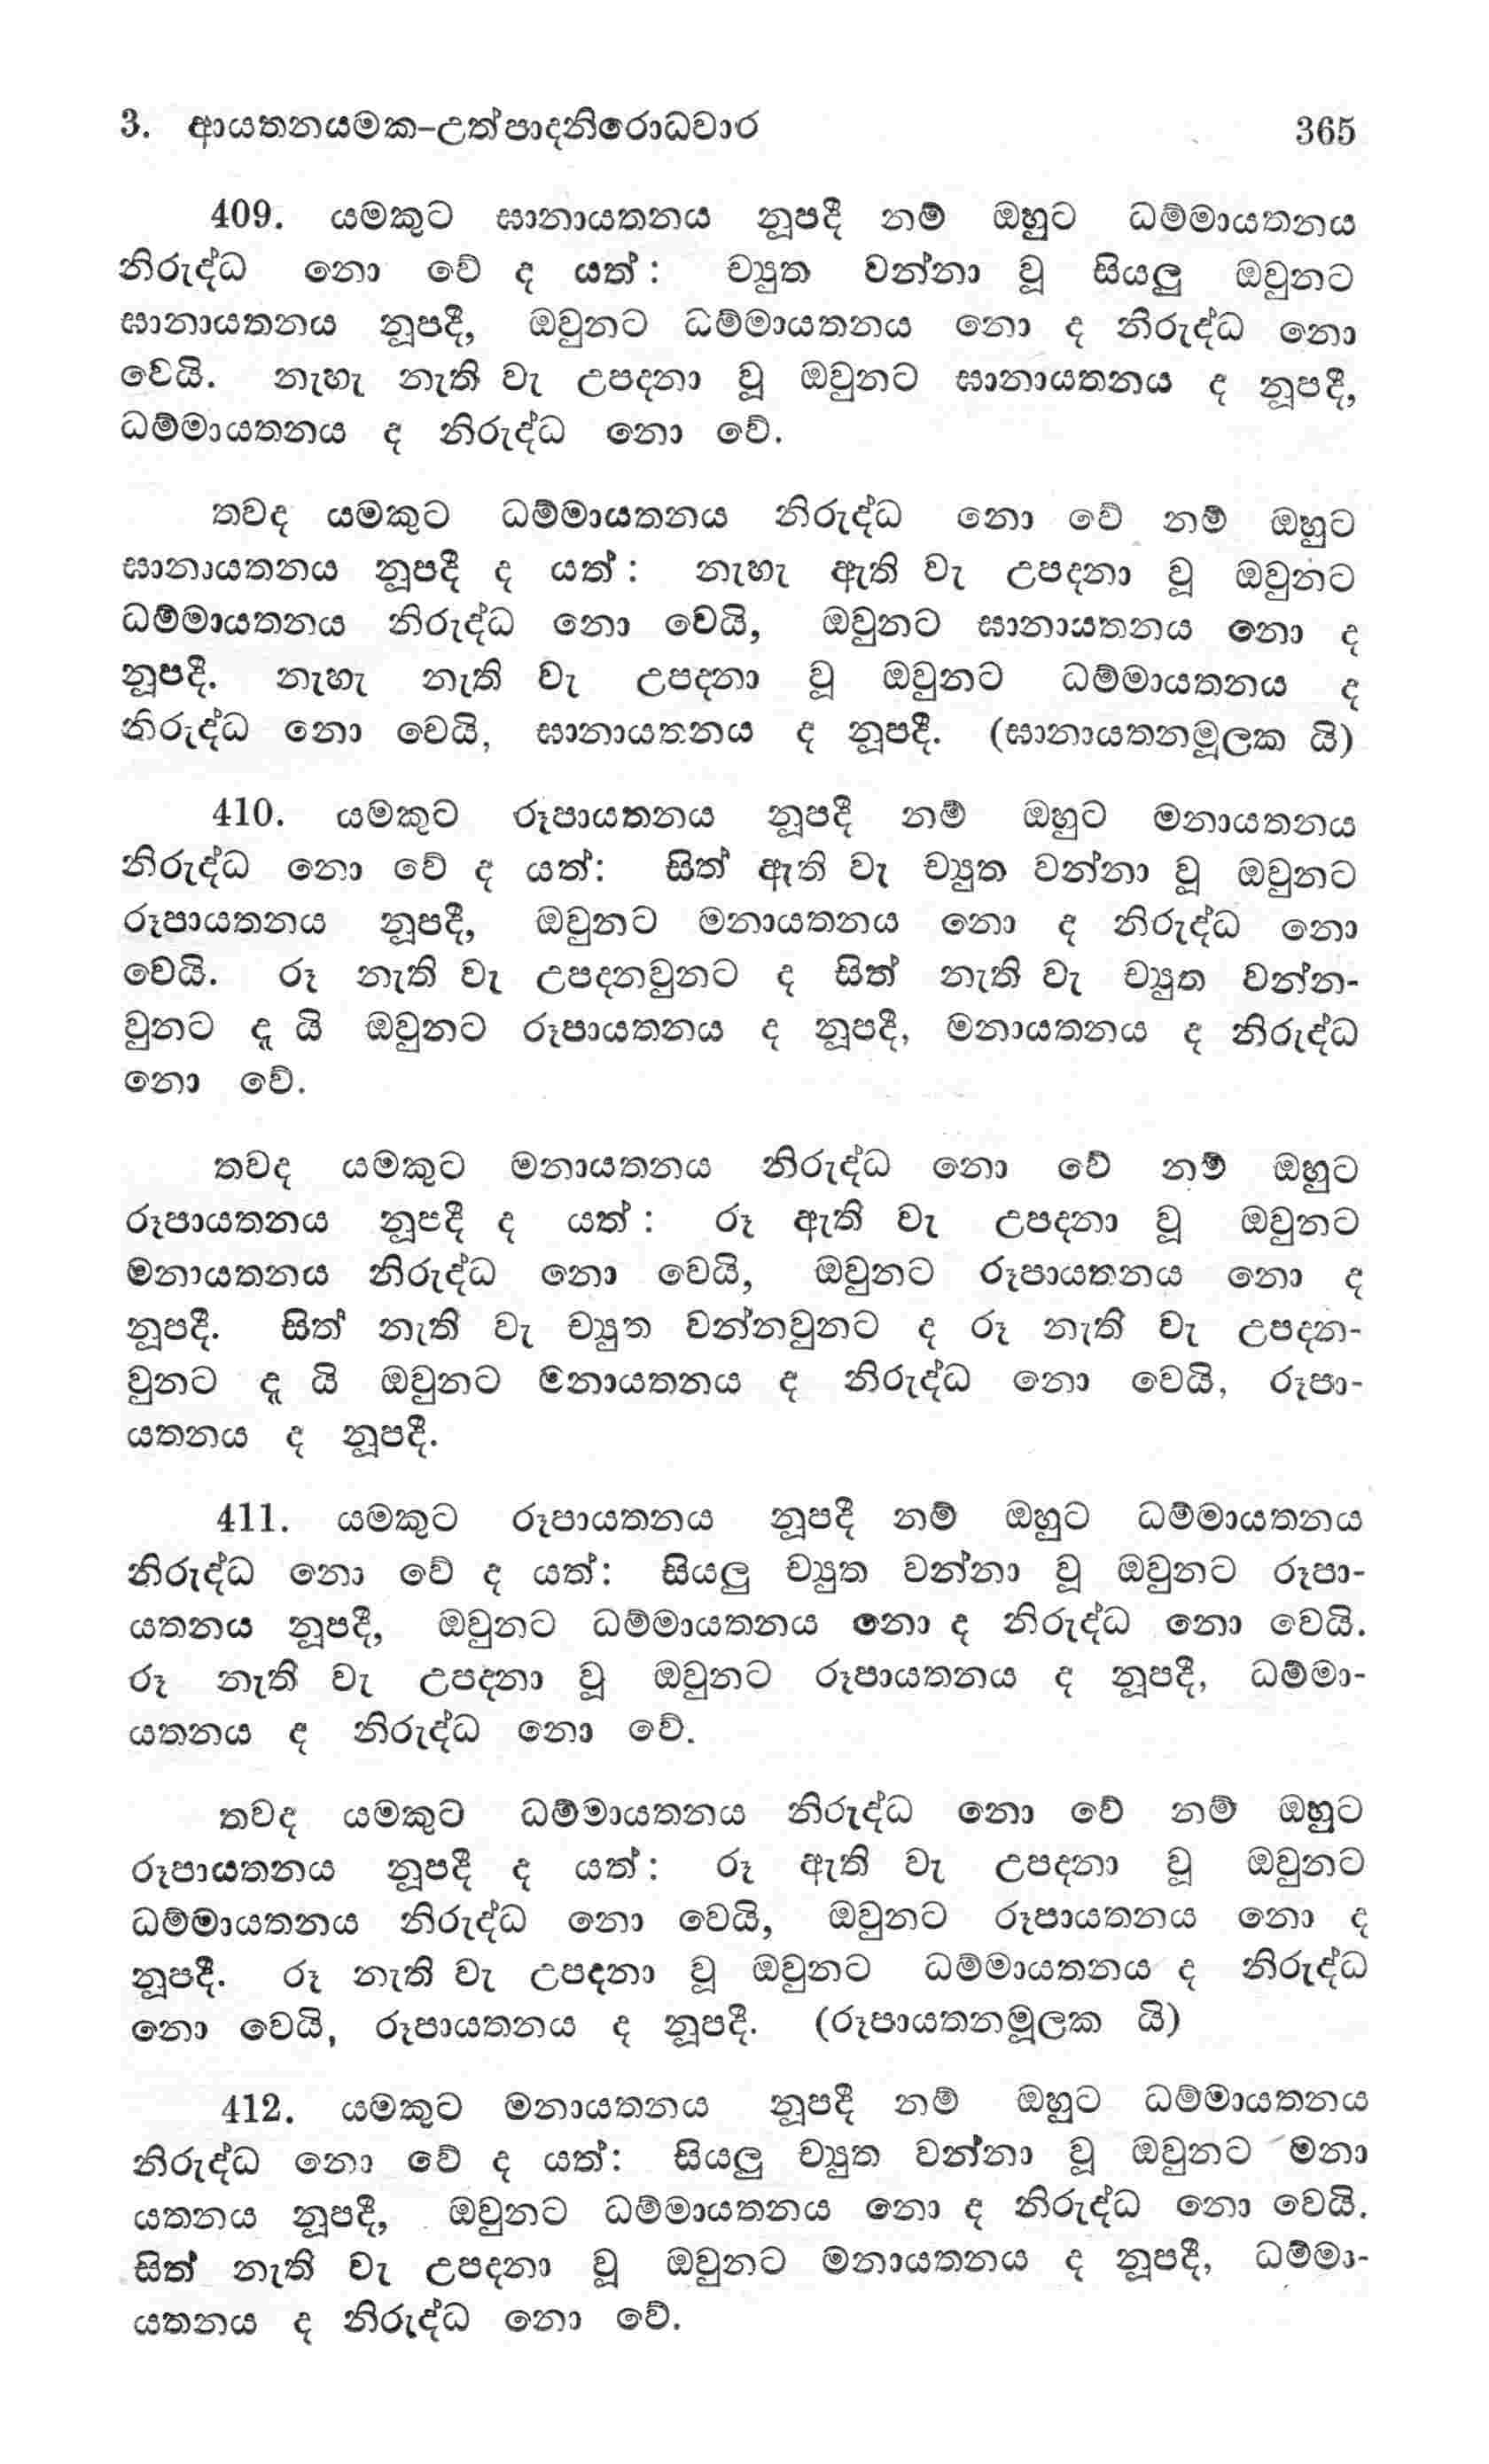 3. ආයතනයමක-උත්පාදනිරොධවාර 365
409. යමකුට ඝානායතනය නූපදී නම් ඔහුට ධම්මායතනය
නිරුද්ධ නො වේ ද යත් : ච්‍යුත වන්නා වූ සියලු ඔවුනට
ඝානායතනය නූපදී, ඔවුනට ධම්මායතනය නො ද නිරුද්ධ නො
වෙයි. නැහැ නැති වැ උපදනා වූ ඔවුනට ඝානායතනය ද නූපදී,
ධම්මායතනය ද නිරුද්ධ නො වේ.
තවද යමකුට ධම්මායතනය නිරුද්ධ නො වේ නම් ඔහුට
ඝානායතනය නූපදී ද යත් : නැහැ ඇති වැ උපදනා වූ ඔවුනට
ධම්මායතනය නිරුද්ධ නො වෙයි, ඔවුනට ඝානායතනය නො ද
නූපදී. නැහැ නැති වැ උපදනා වූ ඔවුනට ධම්මායතනය ද
නිරුද්ධ නො වෙයි, ඝානායතනය ද නූපදී. (ඝානායතනමූලක යි)
410. යමකුට රූපායතනය නූපදී නම් ඔහුට මනායතනය
නිරුද්ධ නො වේ ද යත්: සිත් ඇති වැ ච්‍යුත වන්නා වූ ඔවුනට
රූපායතනය නූපදී, ඔවුනට මනායතනය නො ද නිරුද්ධ නො
වෙයි. රූ නැති වැ උපදනවුනට ද සිත් නැති වැ ච්‍යුත වන්න-
වුනට දැ යි ඔවුනට රූපායතනය ද නූපදී, මනායතනය ද නිරුද්ධ
නො වේ.
තවද යමකුට මනායතනය නිරුද්ධ නො වේ නම් ඔහුට
රූපායතනය නූපදී ද යත් : රූ ඇති වැ උපදනා වූ ඔවුනට
මනායතනය නිරුද්ධ නො වෙයි, ඔවුනට රූපායතනය නො ද
නූපදී. සිත් නැති වැ ච්‍යුත වන්නවුනට ද රූ නැති වැ උපදන-
වුනට දැ යි ඔවුනට මනායතනය ද නිරුද්ධ නො වෙයි, රූපා-
යතනය ද නූපදී.
411. යමකුට රූපායතනය නූපදී නම් ඔහුට ධම්මායතනය
නිරුද්ධ නො වේ ද යත්: සියලු ච්‍යුත වන්නා වූ ඔවුනට රූපා-
යතනය නූපදී, ඔවුනට ධම්මායතනය නො ද නිරුද්ධ නො වෙයි.
රූ නැති වැ උපදනා වූ ඔවුනට රූපායතනය ද නූපදී, ධම්මා-
යතනය ද නිරුද්ධ නො වේ.
තවද යමකුට ධම්මායතනය නිරුද්ධ නො වේ නම් ඔහුට
රූපායතනය නූපදී ද යත් : රූ ඇති වැ උපදනා වූ ඔවුනට
ධම්මායතනය නිරුද්ධ නො වෙයි, ඔවුනට රූපායතනය නො ද
නූපදී. රූ නැති වැ උපදනා වූ ඔවුනට ධම්මායතනය ද නිරුද්ධ
නො වෙයි, රූපායතනය ද නූපදී. (රූපායතනමූලක යි)
412. යමකුට මනායතනය නූපදී නම් ඔහුට ධම්මායතනය
නිරුද්ධ නො වේ ද යත්: සියලු ච්‍යුත වන්නා වූ ඔවුනට මනා
යතනය නූපදී, ඔවුනට ධම්මායතනය නො ද නිරුද්ධ නො වෙයි.
සිත් නැති වැ උපදනා වූ ඔවුනට මනායතනය ද නූපදී, ධම්මා-
යතනය ද නිරුද්ධ නො වේ.